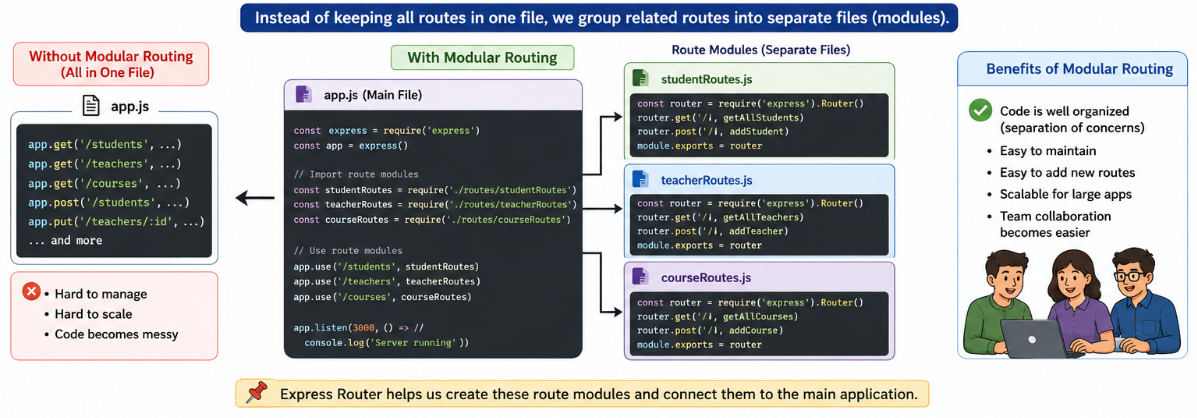 Instead of keeping all routes in one file, we group related routes into separate files (modules).
Without Modular Routing
(All in One File)
app.js
app.get('/students', ...)
app.get('/teachers', ...)
app.get('/courses', ...)
app.post('/students', ...)
app.put('/teachers/:id', ...)
... and more
Hard to manage
Hard to scale
Code becomes messy
With Modular Routing
app.js (Main File)
const express = require('express')
const app = express()
// Import route modules
const studentRoutes = require('./routes/studentRoutes')
const teacherRoutes = require('./routes/teacherRoutes')
const courseRoutes = require('./routes/courseRoutes')
// Use route modules
app.use('/students', studentRoutes)
app.use('/teachers', teacherRoutes)
app.use('/courses', courseRoutes)
app.listen(3000, () => //
console.log('Server running'))
Route Modules (Separate Files)
studentRoutes.js
const router = require('express').Router()
router.get('/i, getAllStudents)
router.post('/i, addStudent)
module.exports = router
teacherRoutes.js
const router = require('express').Router()
router.get('/i, getAllTeachers)
router.post('/i, addTeacher)
module.exports = router
courseRoutes.js
const router = require('express').Router()
router.get('/i, getAllCourses)
router.post('/i, addCourse)
module.exports = router
Benefits of Modular Routing
Code is well organized
(separation of concerns)
Easy to maintain
Easy to add new routes
Scalable for large apps
Team collaboration
becomes easier
Express Router helps us create these route modules and connect them to the main application.